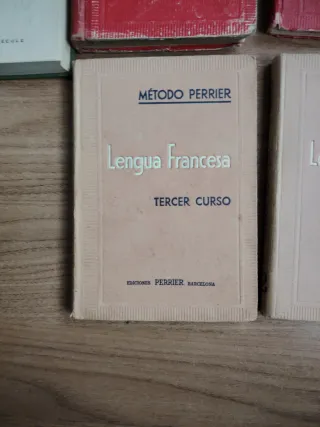 MÉTODO PERRIER
Lengua Francesa
TERCER CURSO
EDICIONES PERRIER BARCELONA